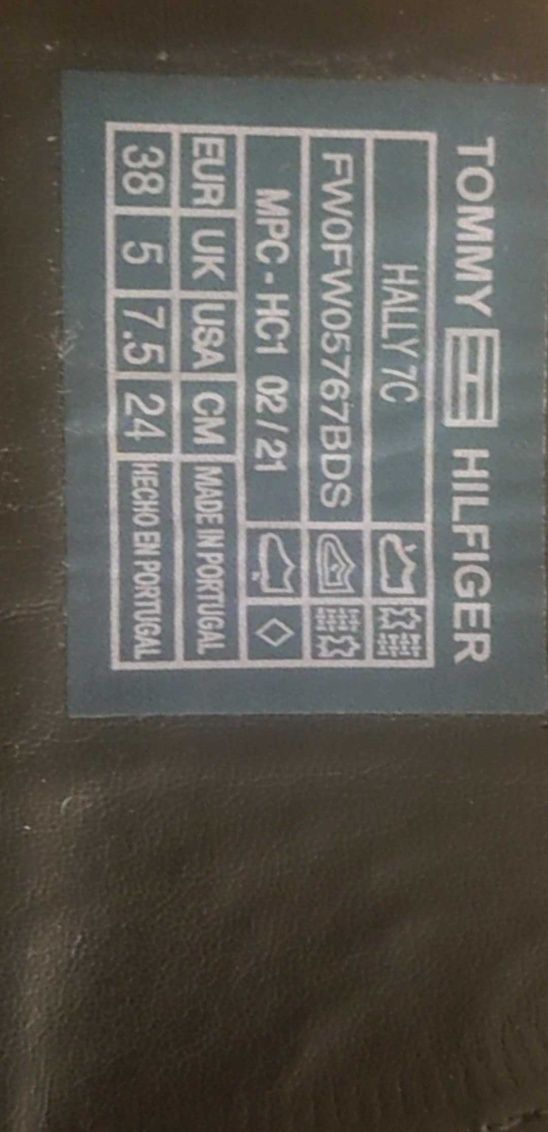 TOMMY HILFIGER
HALLY 7C
FW0FW05767BDS
MPC - HC1 02/21
EUR UK USA CM MADE IN PORTUGAL
38 5 7.5 24 HECHO EN PORTUGAL